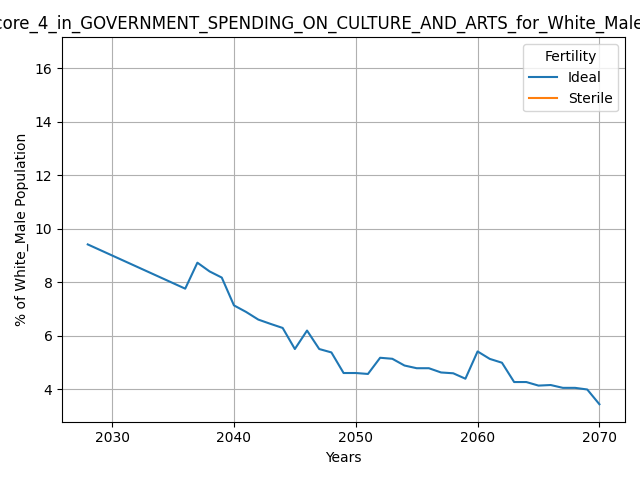 core_4_in_GOVERNMENT_SPENDING_ON_CULTURE_AND_ARTS_for_White_Male
Fertility
Ideal
Sterile
% of White_Male Population
16
14
12
10
8
6
4
2030 2040 2050 2060 2070
Years